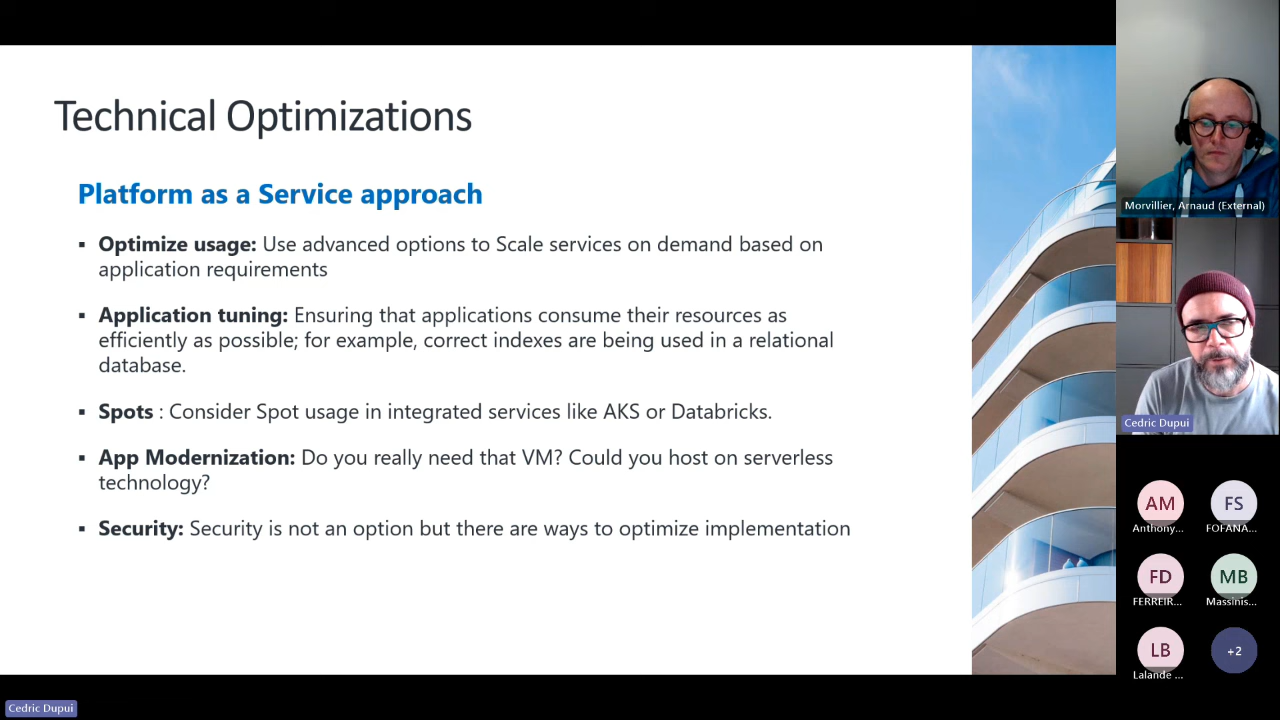 Technical Optimizations
Platform as a Service approach
▪ Optimize usage: Use advanced options to Scale services on demand based on
application requirements
▪ Application tuning: Ensuring that applications consume their resources as
efficiently as possible; for example, correct indexes are being used in a relational
database.
▪ Spots : Consider Spot usage in integrated services like AKS or Databricks.
▪ App Modernization: Do you really need that VM? Could you host on serverless
technology?
▪ Security: Security is not an option but there are ways to optimize implementation
Morvillier, Arnaud (External)
Cedric Dupui
AM
Anthony...
FS
FOFANA...
FD
FERREIR...
MB
Massinis...
LB
Lalande ...
+2
Cedric Dupui